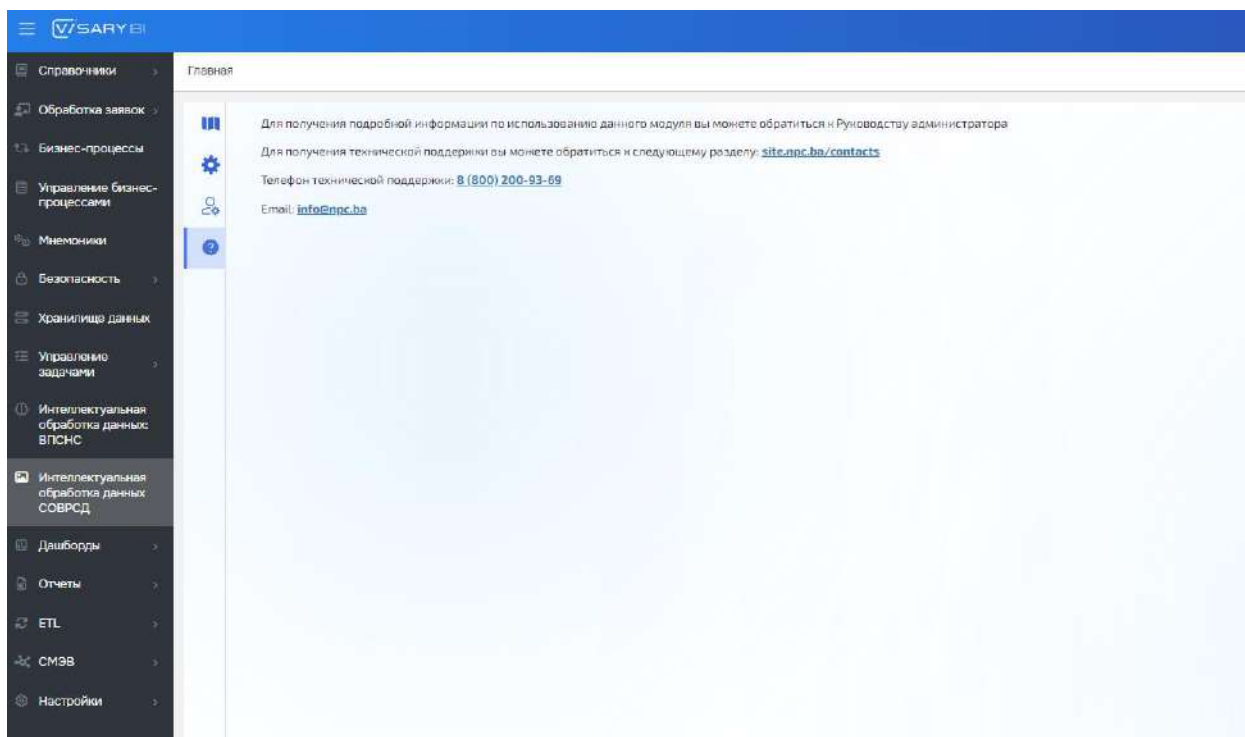 VISARY BI
Справочники
Главная
Обработка заявок
Бизнес-процессы
Управление бизнес-
процессами
Мнемоники
Безопасность
Хранилище данных
Управление
задачами
Интеллектуальная
обработка данных:
ВПСНС
Интеллектуальная
обработка данных
СОВРСД
Дашборды
Отчеты
ETL
СМЭВ
Настройки
Для получения подробной информации по использованию данного модуля вы можете обратиться к Руководству администратора
Для получения технической поддержки вы можете обратиться к следующему разделу: site.npc.ba/contacts
Телефон технической поддержки: 8 (800) 200-93-69
Email: info@npc.ba